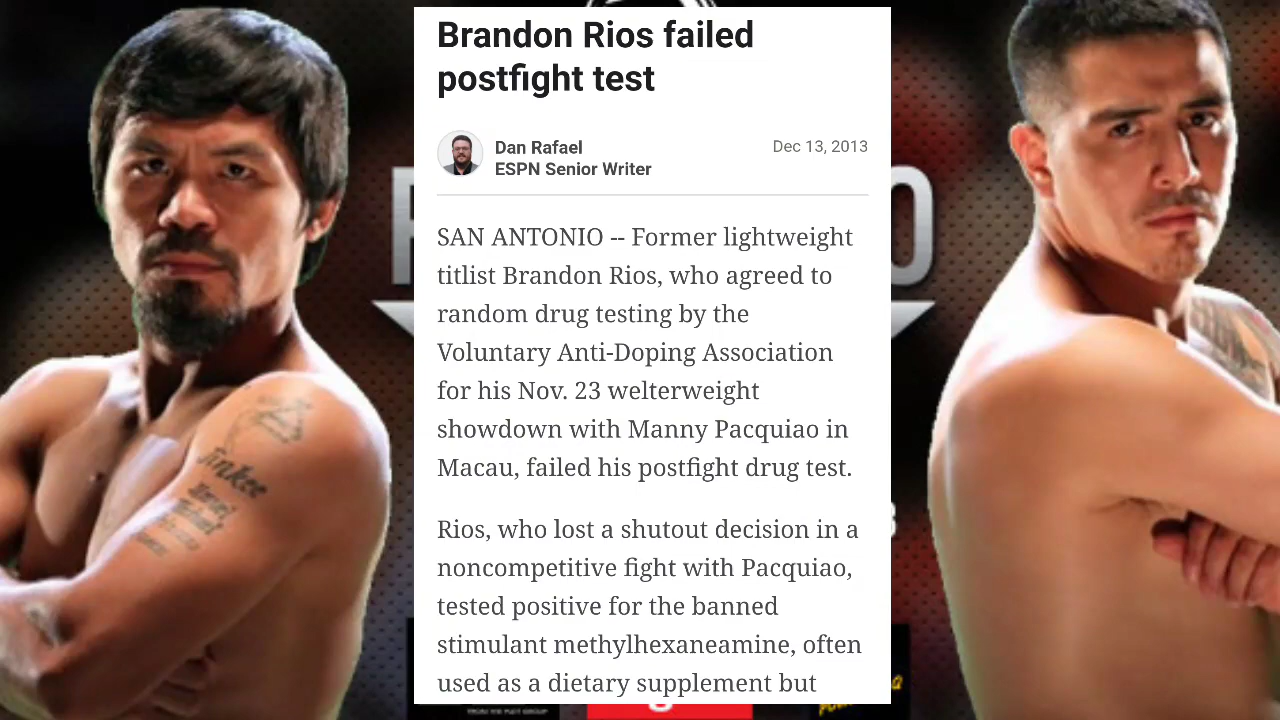 Brandon Rios failed
postfight test
Dan Rafael
ESPN Senior Writer
Dec 13, 2013
SAN ANTONIO -- Former lightweight
titlist Brandon Rios, who agreed to
random drug testing by the
Voluntary Anti-Doping Association
for his Nov. 23 welterweight
showdown with Manny Pacquiao in
Macau, failed his postfight drug test.
Rios, who lost a shutout decision in a
noncompetitive fight with Pacquiao,
tested positive for the banned
stimulant methylhexaneamine, often
used as a dietary supplement but
Jinkee